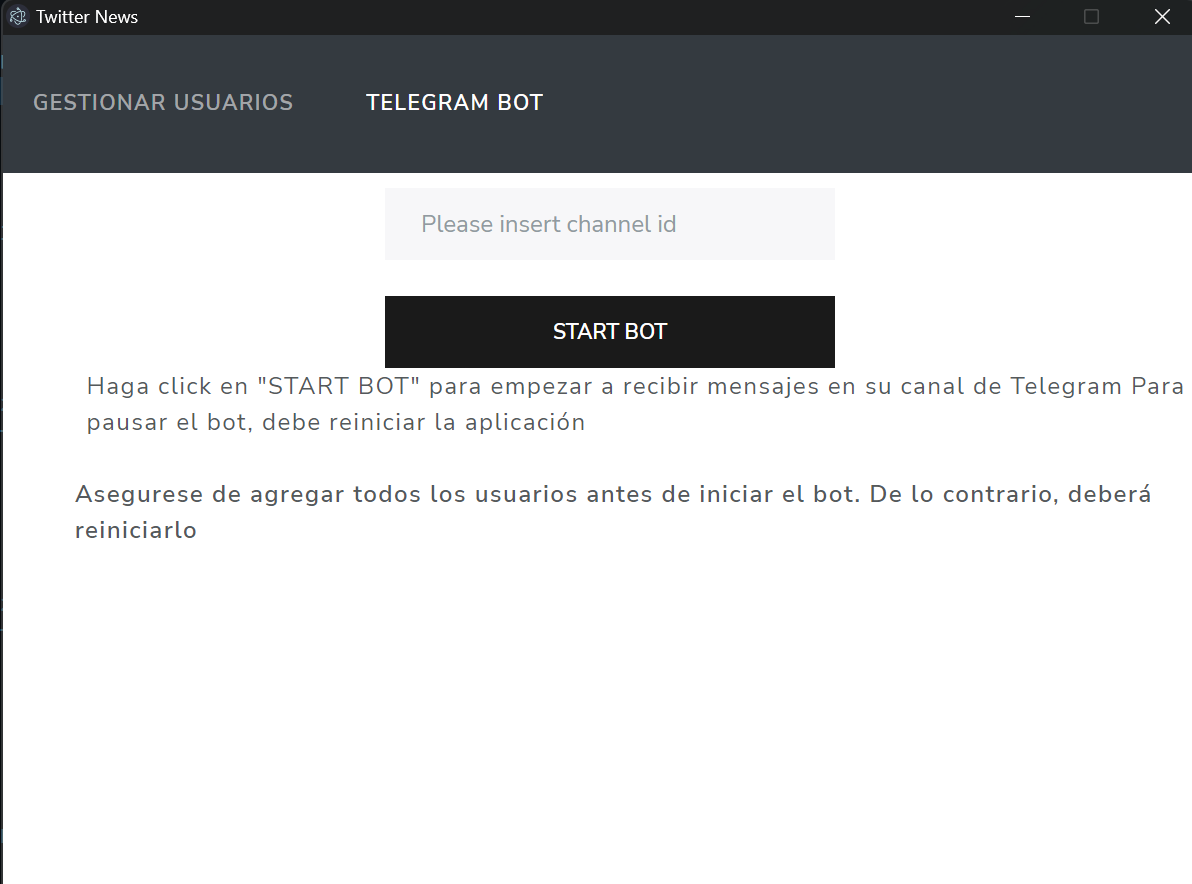 Twitter News
GESTIONAR USUARIOS
TELEGRAM BOT
Please insert channel id
START BOT
Haga click en "START BOT" para empezar a recibir mensajes en su canal de Telegram Para
pausar el bot, debe reiniciar la aplicación
Asegurese de agregar todos los usuarios antes de iniciar el bot. De lo contrario, deberá
reiniciarlo